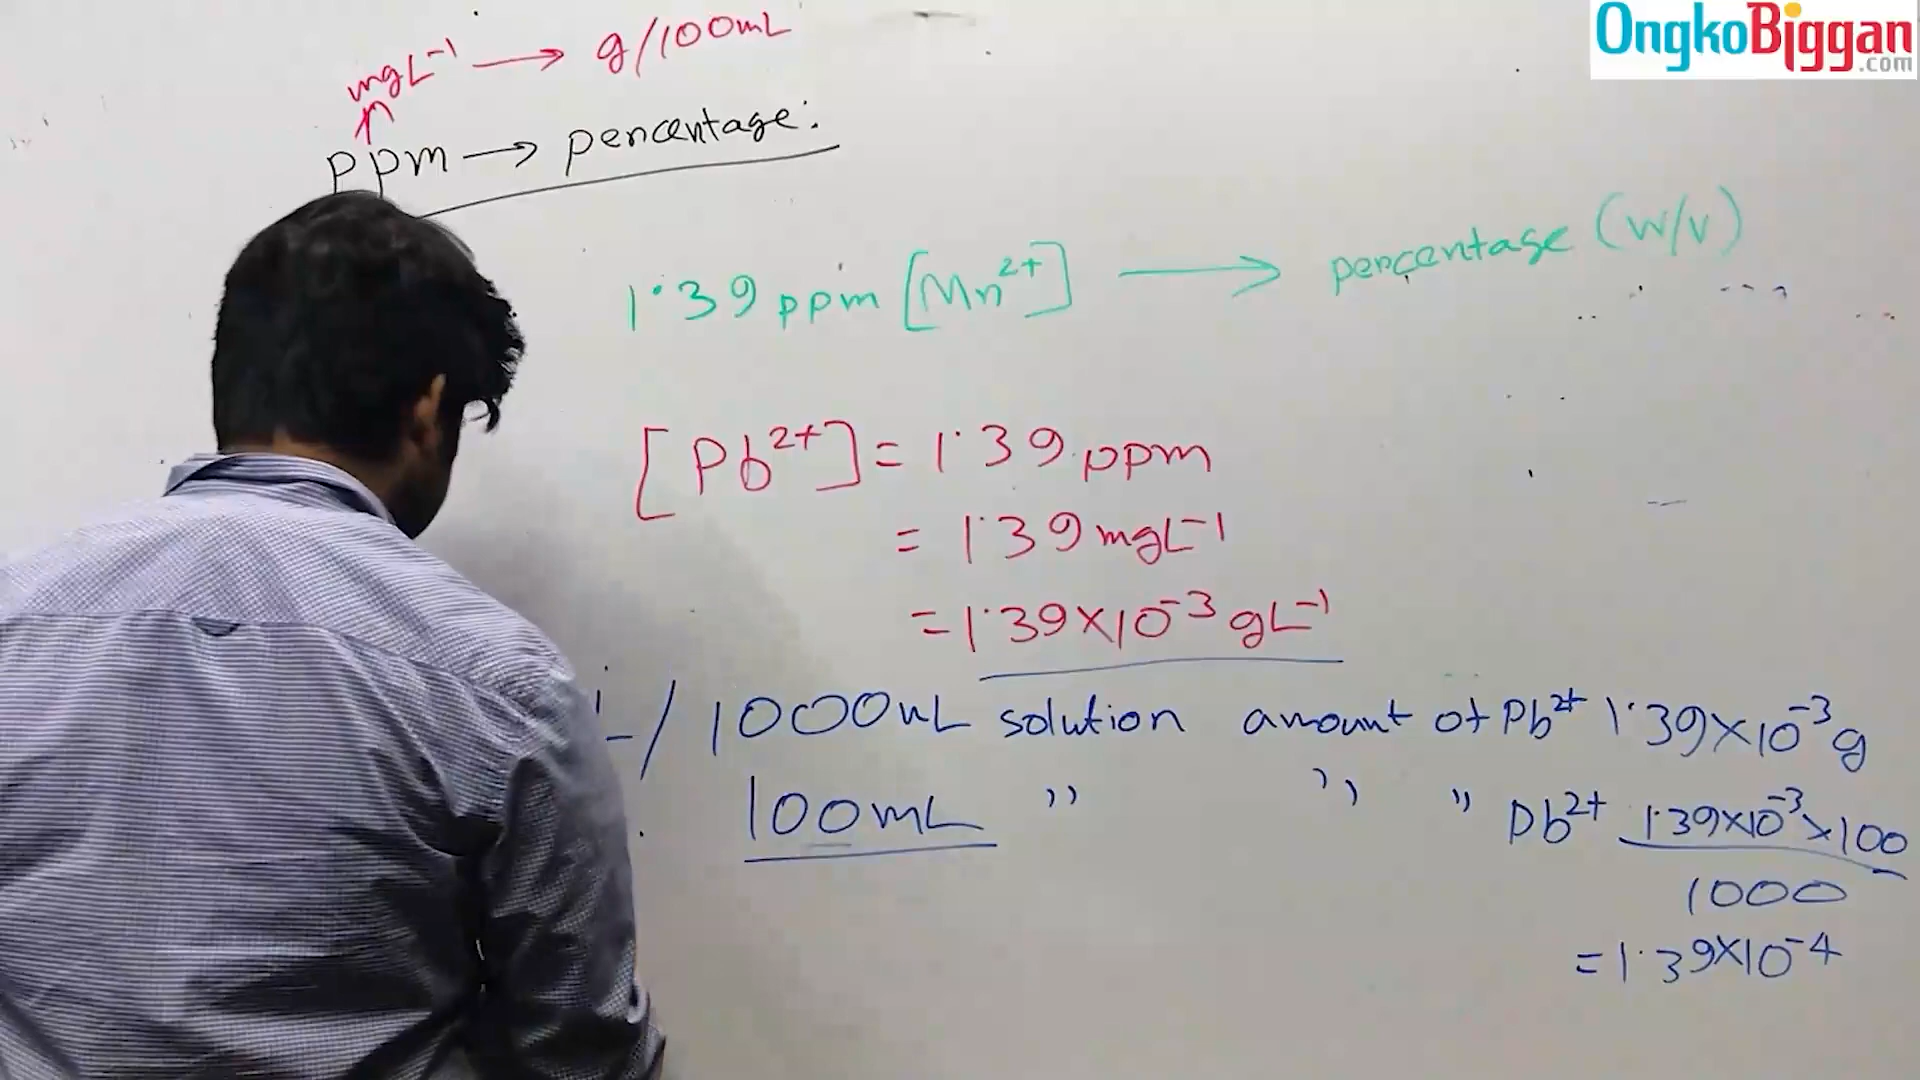 OngkoBiggan
.com
mgL⁻¹ → g/100mL
↑
ppm → percentage:
1.39 ppm [Mn²⁺] → percentage (w/v)
[Pb²⁺] = 1.39 ppm
= 1.39 mgL⁻¹
= 1.39×10⁻³ gL⁻¹
/ 1000mL solution amount of Pb²⁺ 1.39×10⁻³ g
100mL " " " Pb²⁺ 1.39×10⁻³×100
1000
= 1.39×10⁻⁴